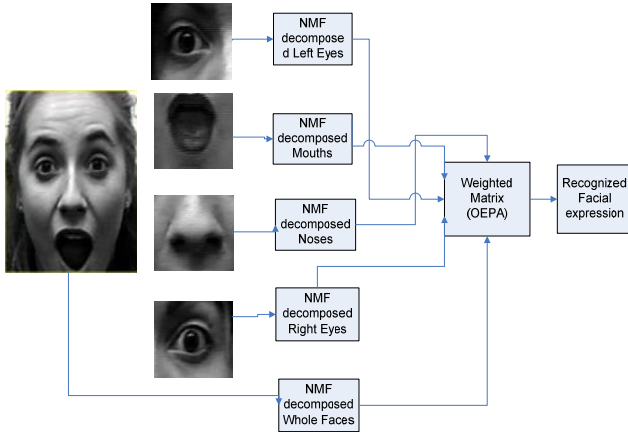 NMF
decompose
d Left Eyes
NMF
decomposed
Mouths
NMF
decomposed
Noses
NMF
decomposed
Right Eyes
NMF
decomposed
Whole Faces
Weighted
Matrix
(OEPA)
Recognized
Facial
expression